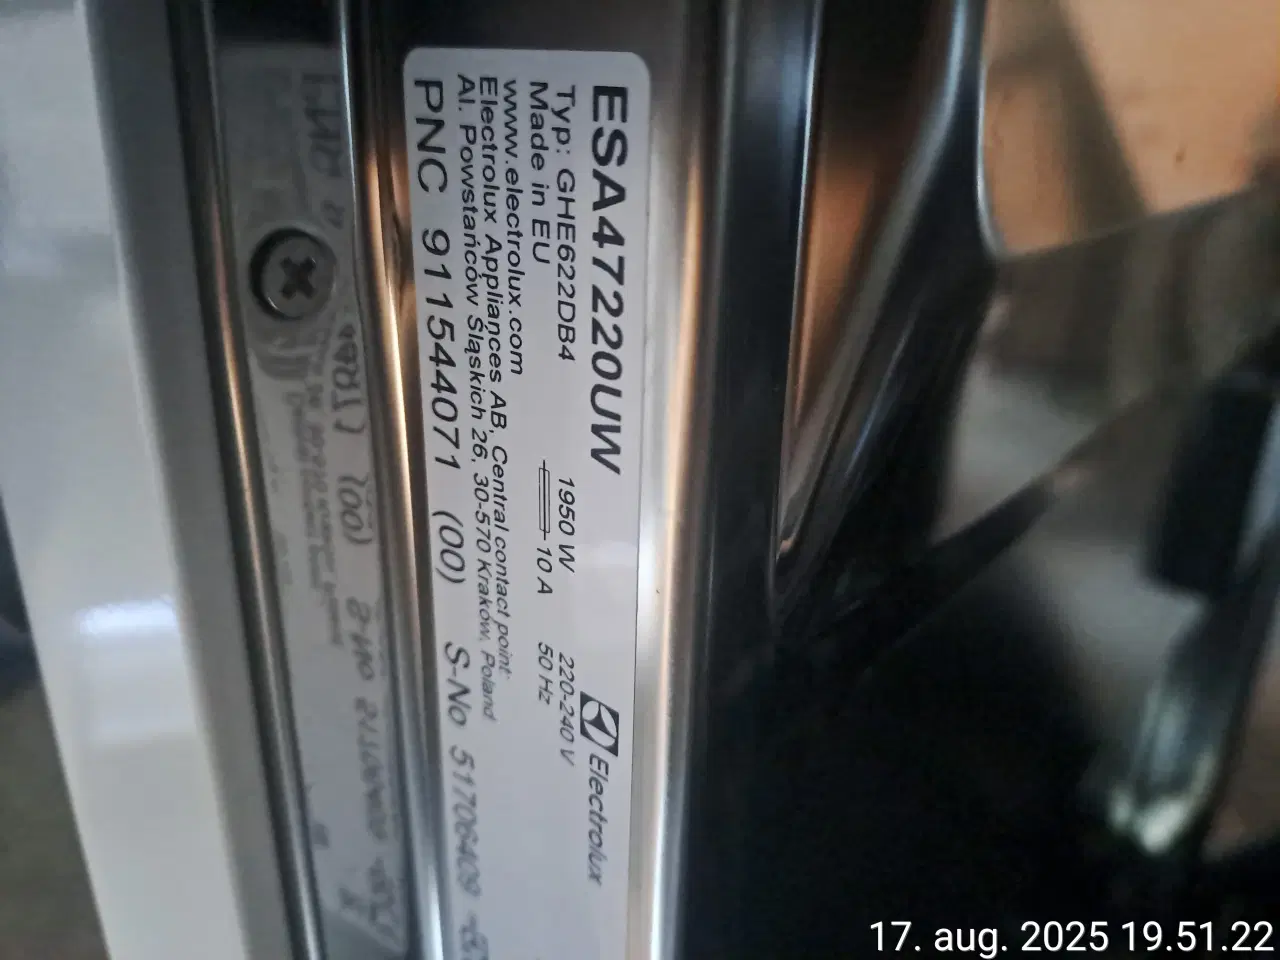 ESA47220UW
Electrolux
Typ: GHE622DB4 1950 W 220-240 V
Made in EU 10 A 50 Hz
www.electrolux.com
Electrolux Appliances AB, Central contact point:
Al. Powstańców Śląskich 26, 30-570 Kraków, Poland
PNC 911544071 (00) S-No 51706409
17. aug. 2025 19.51.22